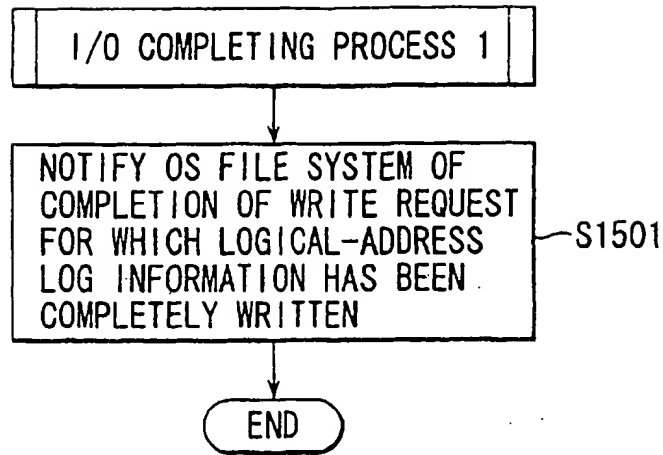 I/O COMPLETING PROCESS 1
NOTIFY OS FILE SYSTEM OF
COMPLETION OF WRITE REQUEST
FOR WHICH LOGICAL-ADDRESS
LOG INFORMATION HAS BEEN
COMPLETELY WRITTEN
S1501
END